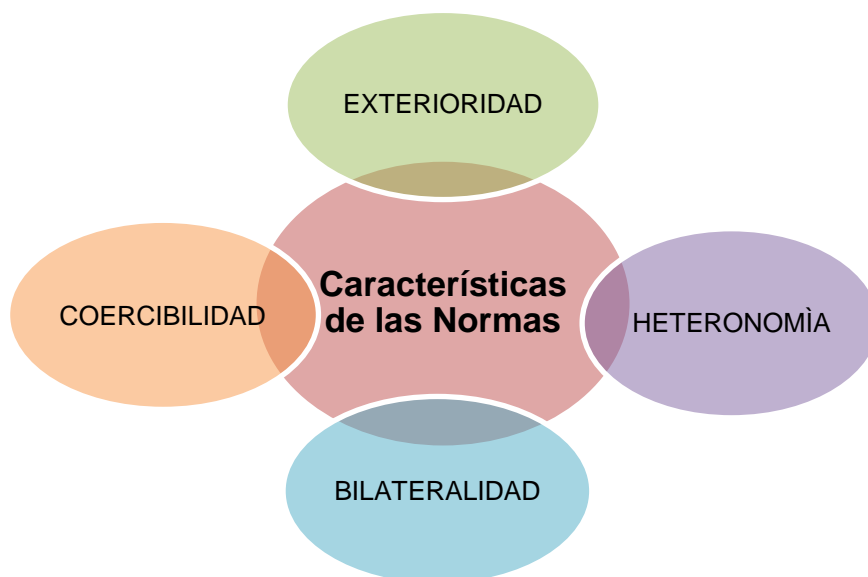 EXTERIORIDAD
Características
de las Normas
COERCIBILIDAD
HETERONOMÌA
BILATERALIDAD